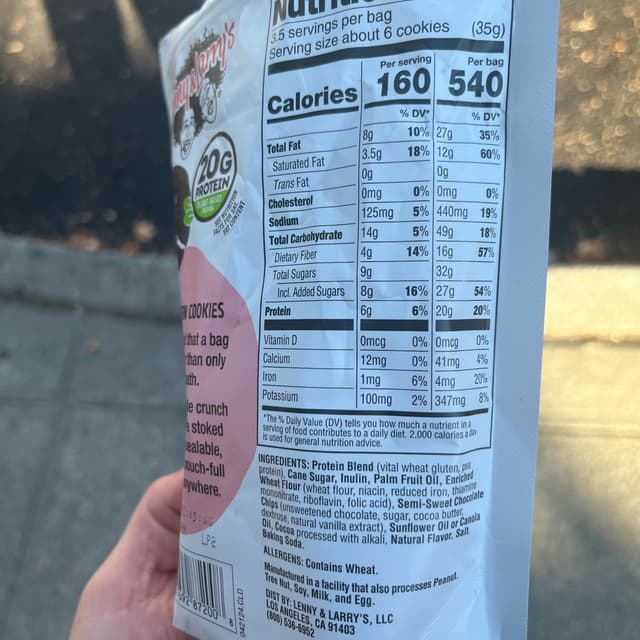 3.5 servings per bag
Serving size about 6 cookies (35g)
Per serving Per bag
Calories 160 540
% DV* % DV*
Total Fat 8g 10% 27g 35%
Saturated Fat 3.5g 18% 12g 60%
Trans Fat 0g 0g
Cholesterol 0mg 0% 0mg 0%
Sodium 125mg 5% 440mg 19%
Total Carbohydrate 14g 5% 49g 18%
Dietary Fiber 4g 14% 16g 57%
Total Sugars 9g 32g
Incl. Added Sugars 8g 16% 27g 54%
Protein 6g 6% 20g 20%
Vitamin D 0mcg 0% 0mcg 0%
Calcium 12mg 0% 41mg 4%
Iron 1mg 6% 4mg 20%
Potassium 100mg 2% 347mg 8%
*The % Daily Value (DV) tells you how much a nutrient in a
serving of food contributes to a daily diet. 2,000 calories a day
is used for general nutrition advice.
INGREDIENTS: Protein Blend (vital wheat gluten, pea
protein), Cane Sugar, Inulin, Palm Fruit Oil, Enriched
Wheat Flour (wheat flour, niacin, reduced iron, thiamine
mononitrate, riboflavin, folic acid), Semi-Sweet Chocolate
Chips (unsweetened chocolate, sugar, cocoa butter,
dextrose, natural vanilla extract), Sunflower Oil or Canola
Oil, Cocoa processed with alkali, Natural Flavor, Salt,
Baking Soda.
ALLERGENS: Contains Wheat.
Manufactured in a facility that also processes Peanut,
Tree Nut, Soy, Milk, and Egg.
DIST BY: LENNY & LARRY'S, LLC
LOS ANGELES, CA 91403
(800) 536-6952
042124.CLD
20G
PROTEIN
PLANT-BASED
COOKIES
that a bag
than only
crunch
stoked
ouch-full
ywhere.
LP2
87200 8